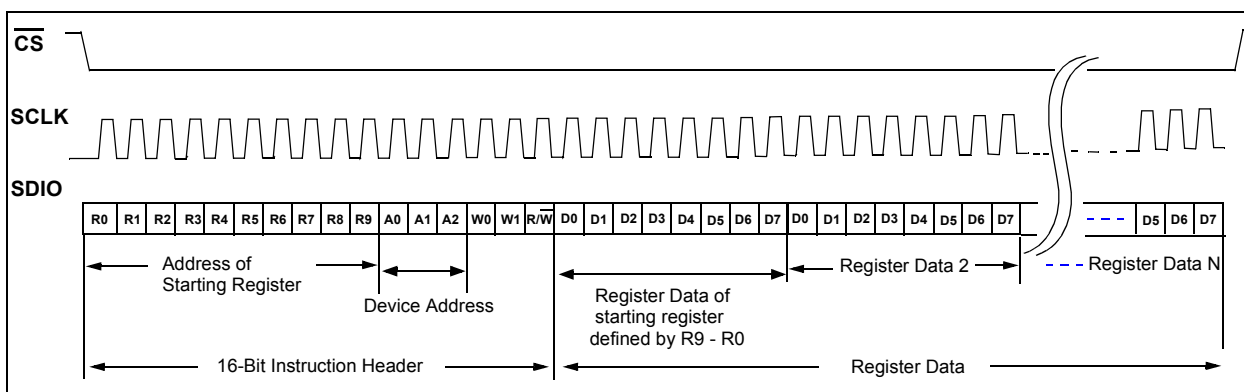 CS
SCLK
SDIO
R0 R1 R2 R3 R4 R5 R6 R7 R8 R9 A0 A1 A2 W0 W1 R/W D0 D1 D2 D3 D4 D5 D6 D7 D0 D1 D2 D3 D4 D5 D6 D7 D5 D6 D7
Address of
Starting Register
Device Address
Register Data of
starting register
defined by R9 - R0
Register Data 2
Register Data N
16-Bit Instruction Header
Register Data